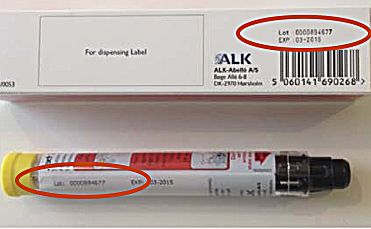 Lot : 0000894677
EXP : 03-2015
For dispensing Label
ALK
ALK-Abelló A/S
Bøge Allé 6-8
DK-2970 Hørsholm
5 060141 690268 >
/0053
Lot: 0000894677 EXP: 03-2015